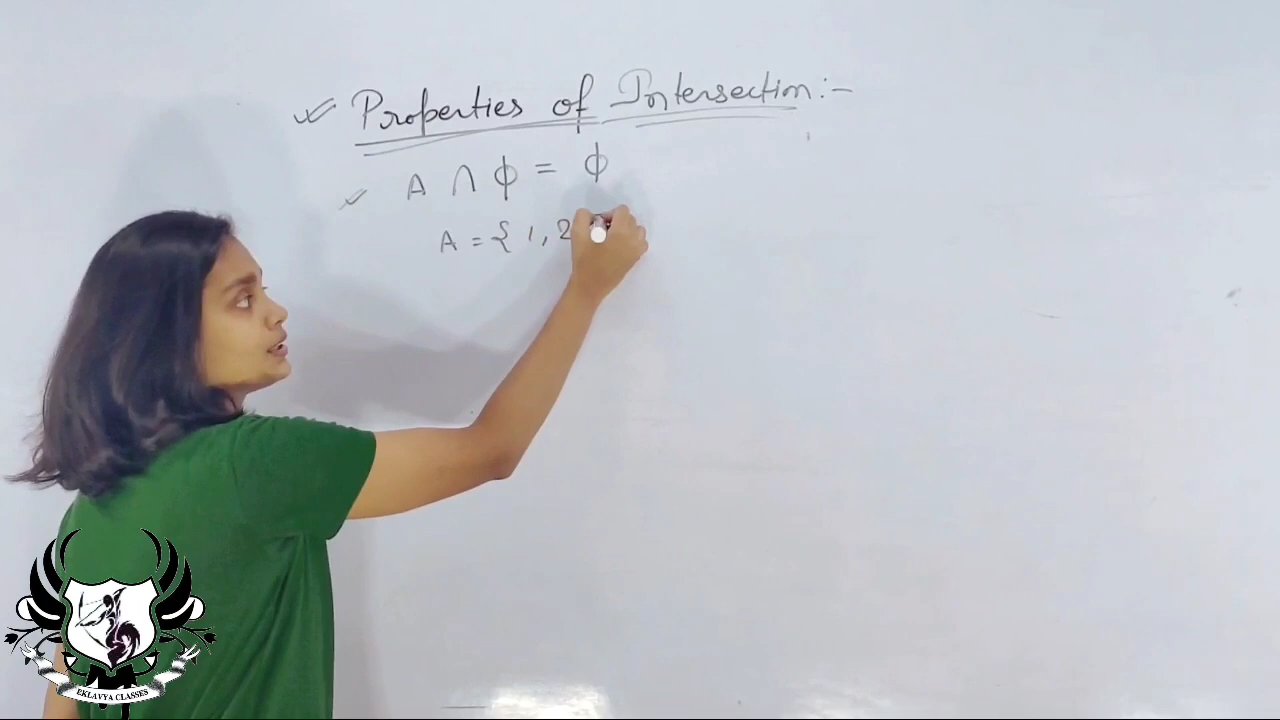 Properties of Intersection:-
A ∩ ϕ = ϕ
A = { 1, 2
EKLAVYA CLASSES